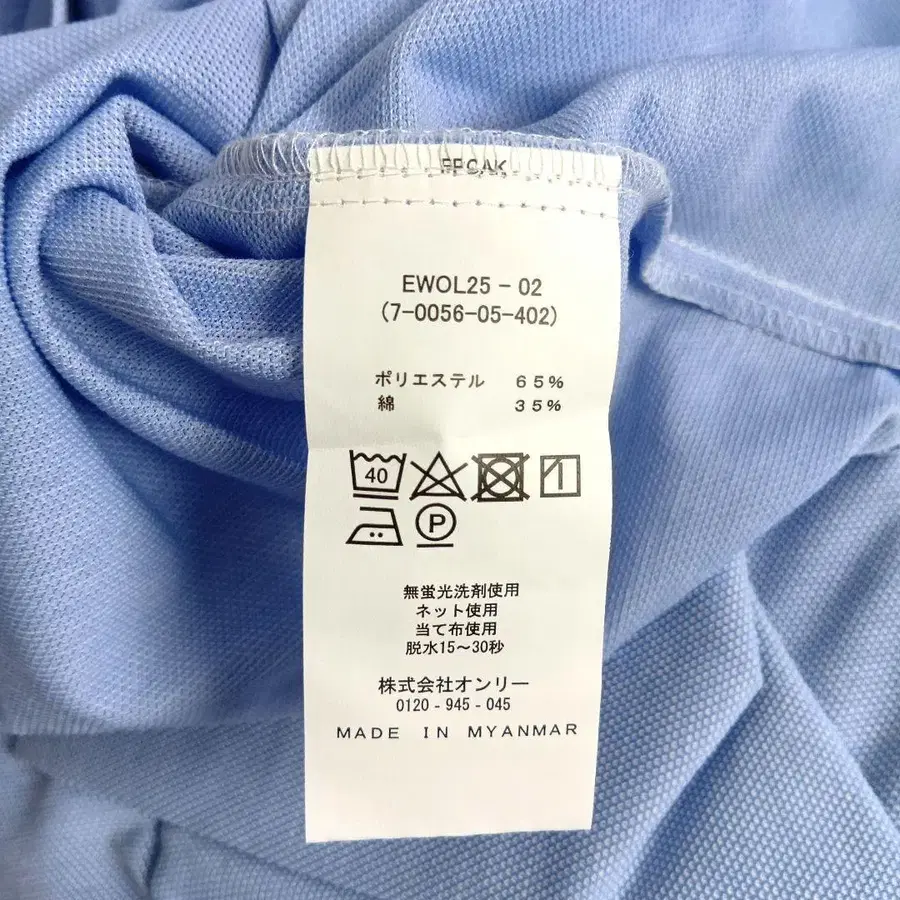 EWOL25-02
(7-0056-05-402)
ポリエステル 65%
綿 35%
40
P
無蛍光洗剤使用
ネット使用
当て布使用
脱水15～30秒
株式会社オンリー
0120-945-045
MADE IN MYANMAR